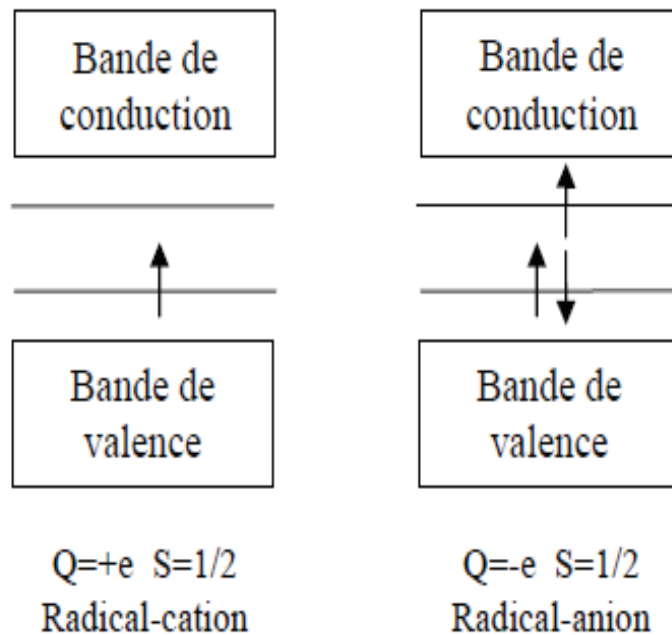 Bande de
conduction
Bande de
conduction
Bande de
valence
Bande de
valence
Q=+e S=1/2
Radical-cation
Q=-e S=1/2
Radical-anion